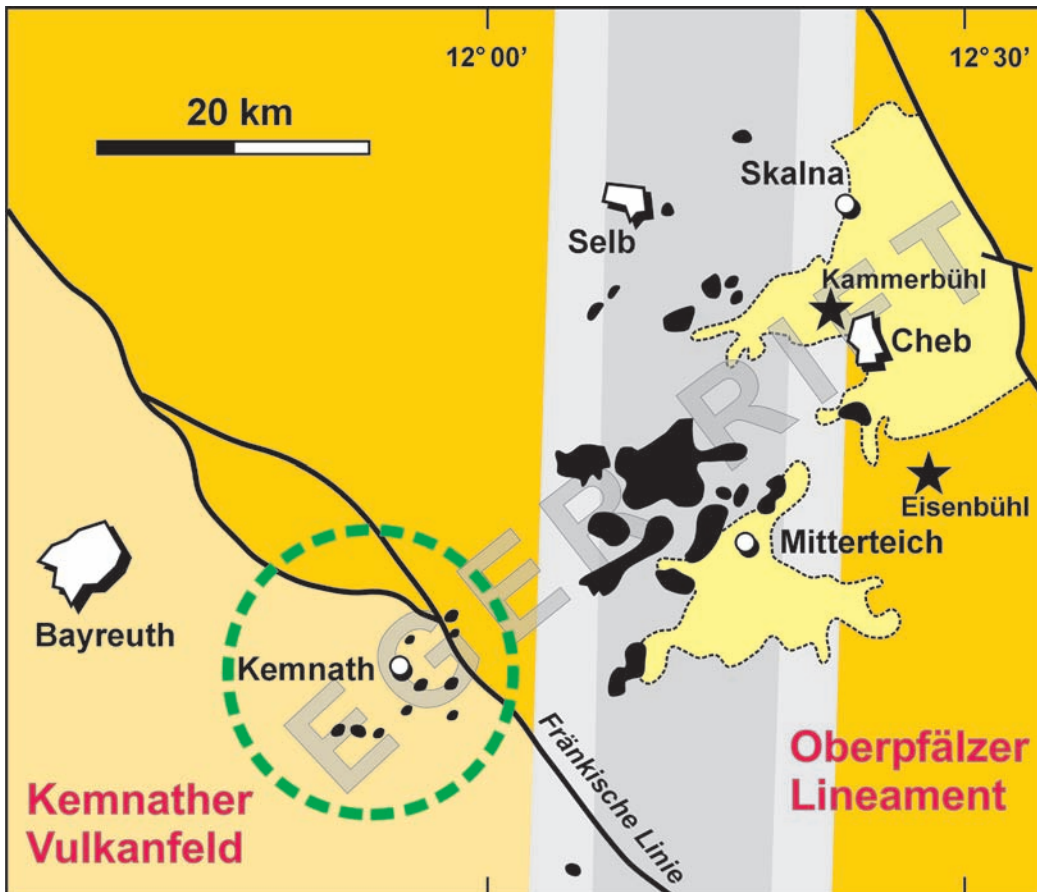 12° 00'
12° 30'
20 km
Skalna
Selb
Kammerbühl
Cheb
Eisenbühl
Mitterteich
Bayreuth
Kemnath
EGER RIFT
Fränkische Linie
Oberpfälzer
Lineament
Kemnather
Vulkanfeld